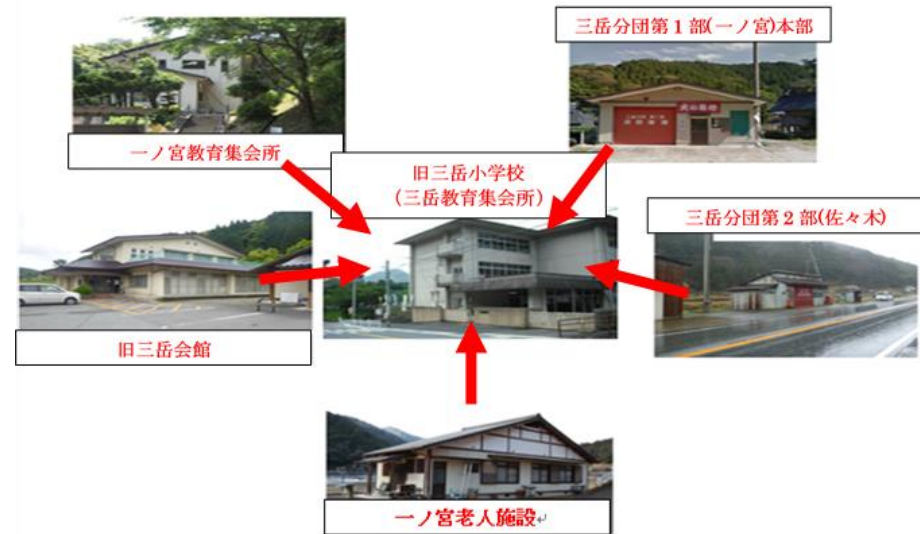 三岳分団第1部(一ノ宮)本部
一ノ宮教育集会所
旧三岳小学校
(三岳教育集会所)
三岳分団第2部(佐々木)
旧三岳会館
一ノ宮老人施設↵